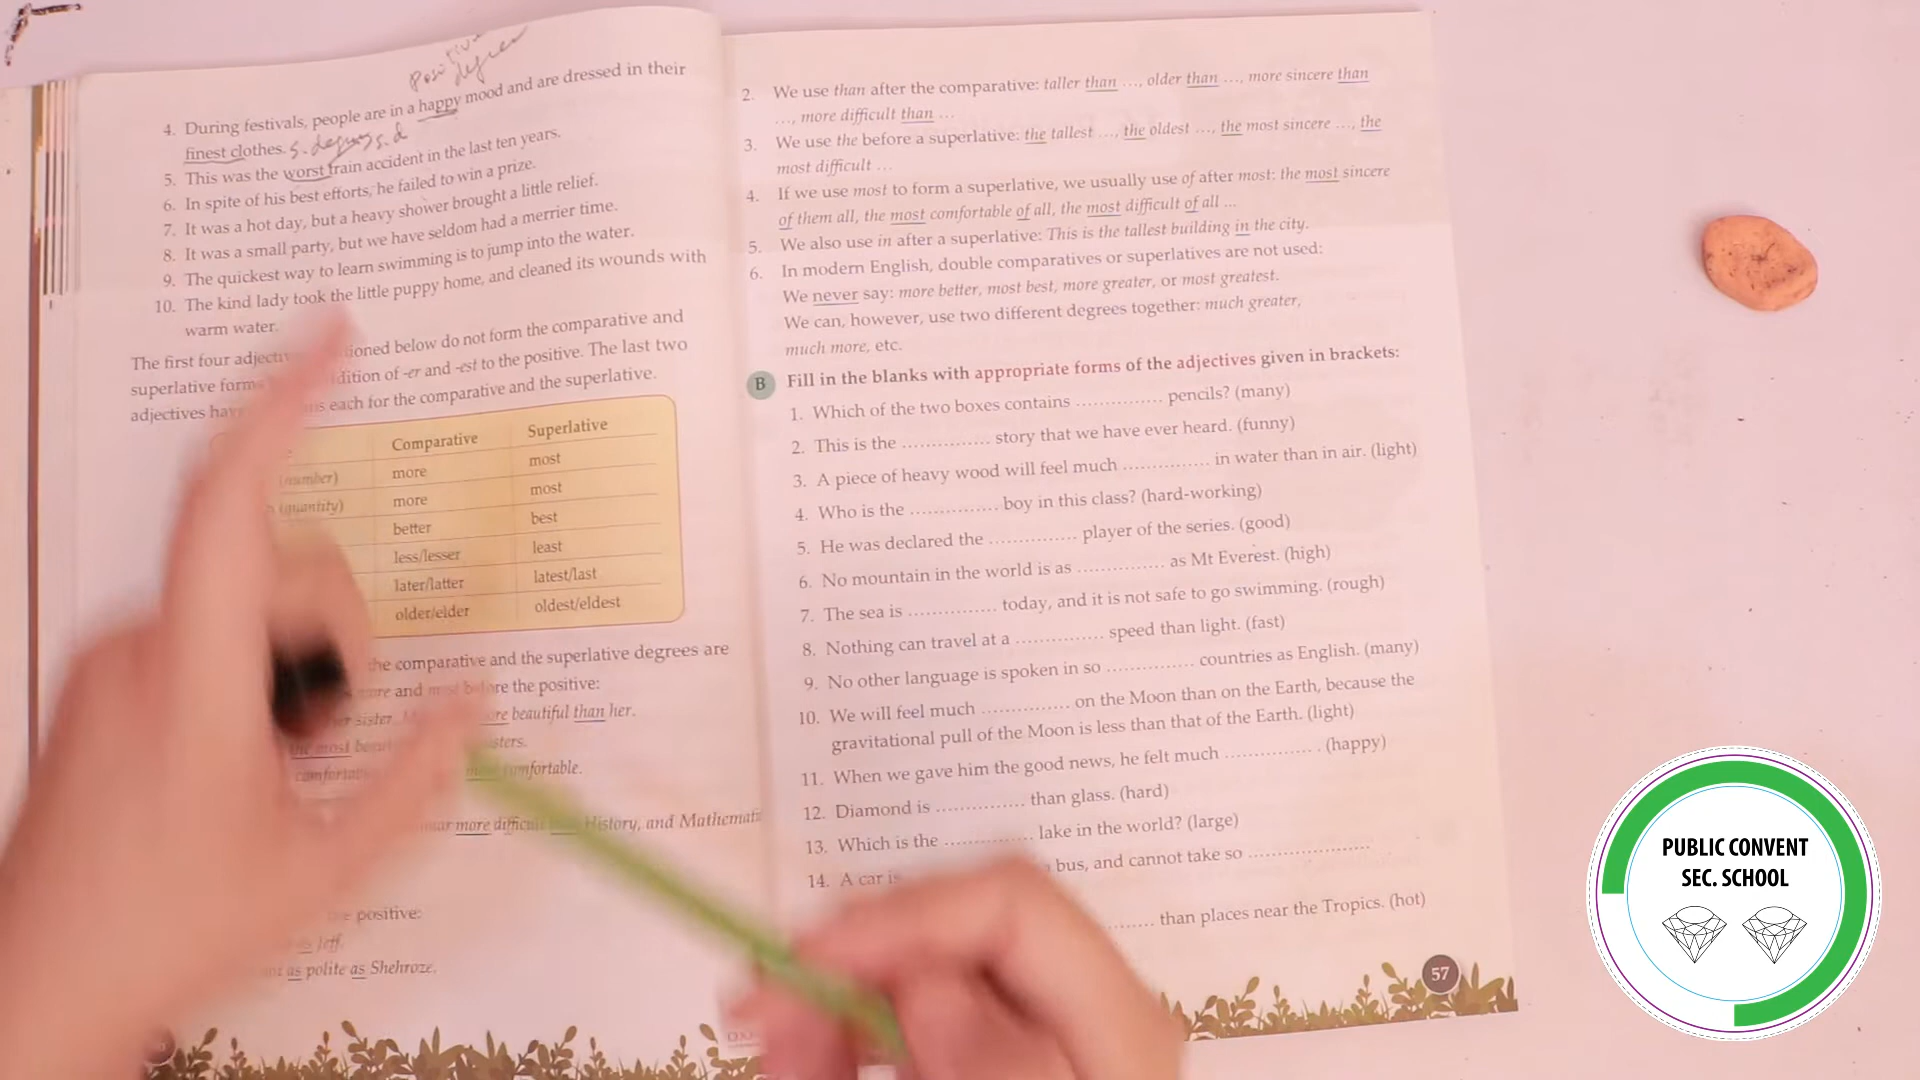 Positive
degree
4. During festivals, people are in a happy mood and are dressed in their
finest clothes. s. degree s.d
5. This was the worst train accident in the last ten years.
6. In spite of his best efforts, he failed to win a prize.
7. It was a hot day, but a heavy shower brought a little relief.
8. It was a small party, but we have seldom had a merrier time.
9. The quickest way to learn swimming is to jump into the water.
10. The kind lady took the little puppy home, and cleaned its wounds with
warm water.
The first four ioned below do not form the comparative and
superlative dition of -er and -est to the positive. The last two
adjectives each for the comparative and the superlative.
Comparative Superlative
(number) more most
(quantity) more most
better best
less/lesser least
later/latter latest/last
older/elder oldest/eldest
the comparative and the superlative degrees are
more and most before the positive:
sister. beautiful than her.
the most
comfortable.
more difficult History, and
positive:
Jeff.
as polite as Shehroze.
2. We use than after the comparative: taller than ..., older than ..., more sincere than
..., more difficult than ...
3. We use the before a superlative: the tallest ..., the oldest ..., the most sincere ..., the
most difficult ...
4. If we use most to form a superlative, we usually use of after most: the most sincere
of them all, the most comfortable of all, the most difficult of all ...
5. We also use in after a superlative: This is the tallest building in the city.
6. In modern English, double comparatives or superlatives are not used:
We never say: more better, most best, more greater, or most greatest.
We can, however, use two different degrees together: much greater,
much more, etc.
B Fill in the blanks with appropriate forms of the adjectives given in brackets:
1. Which of the two boxes contains ............... pencils? (many)
2. This is the ............... story that we have ever heard. (funny)
3. A piece of heavy wood will feel much ............... in water than in air. (light)
4. Who is the ............... boy in this class? (hard-working)
5. He was declared the ............... player of the series. (good)
6. No mountain in the world is as ............... as Mt Everest. (high)
7. The sea is ............... today, and it is not safe to go swimming. (rough)
8. Nothing can travel at a ............... speed than light. (fast)
9. No other language is spoken in so ............... countries as English. (many)
10. We will feel much ............... on the Moon than on the Earth, because the
gravitational pull of the Moon is less than that of the Earth. (light)
11. When we gave him the good news, he felt much ............... . (happy)
12. Diamond is ............... than glass. (hard)
13. Which is the ............... lake in the world? (large)
14. A car is bus, and cannot take so ....................
......... than places near the Tropics. (hot)
57
PUBLIC CONVENT
SEC. SCHOOL